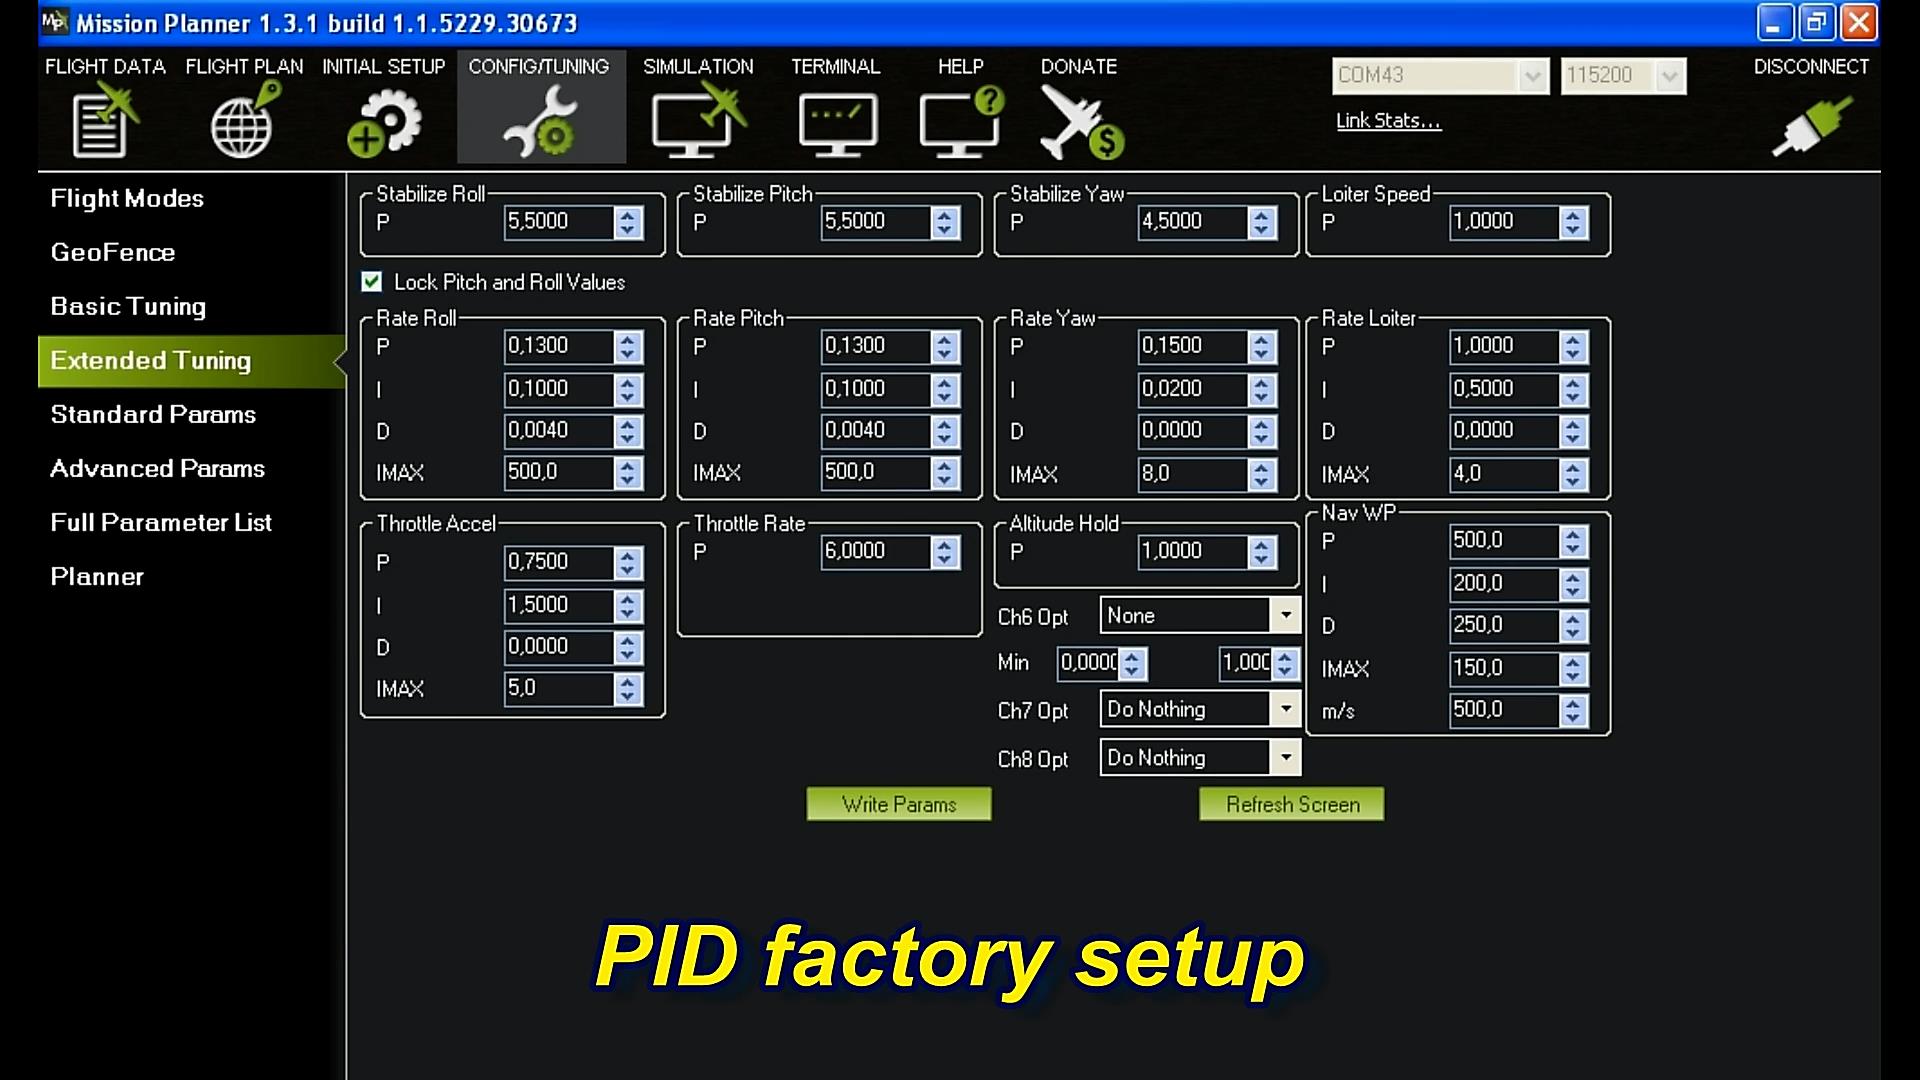 Mission Planner 1.3.1 build 1.1.5229.30673
FLIGHT DATA FLIGHT PLAN INITIAL SETUP CONFIG/TUNING SIMULATION TERMINAL HELP DONATE
COM43 115200 DISCONNECT
Link Stats...
Flight Modes
GeoFence
Basic Tuning
Extended Tuning
Standard Params
Advanced Params
Full Parameter List
Planner
Stabilize Roll
P 5,5000
Stabilize Pitch
P 5,5000
Stabilize Yaw
P 4,5000
Loiter Speed
P 1,0000
Lock Pitch and Roll Values
Rate Roll
P 0,1300
I 0,1000
D 0,0040
IMAX 500,0
Rate Pitch
P 0,1300
I 0,1000
D 0,0040
IMAX 500,0
Rate Yaw
P 0,1500
I 0,0200
D 0,0000
IMAX 8,0
Rate Loiter
P 1,0000
I 0,5000
D 0,0000
IMAX 4,0
Throttle Accel
P 0,7500
I 1,5000
D 0,0000
IMAX 5,0
Throttle Rate
P 6,0000
Altitude Hold
P 1,0000
Ch6 Opt None
Min 0,000 1,000
Ch7 Opt Do Nothing
Ch8 Opt Do Nothing
Nav WP
P 500,0
I 200,0
D 250,0
IMAX 150,0
m/s 500,0
Write Params Refresh Screen
PID factory setup